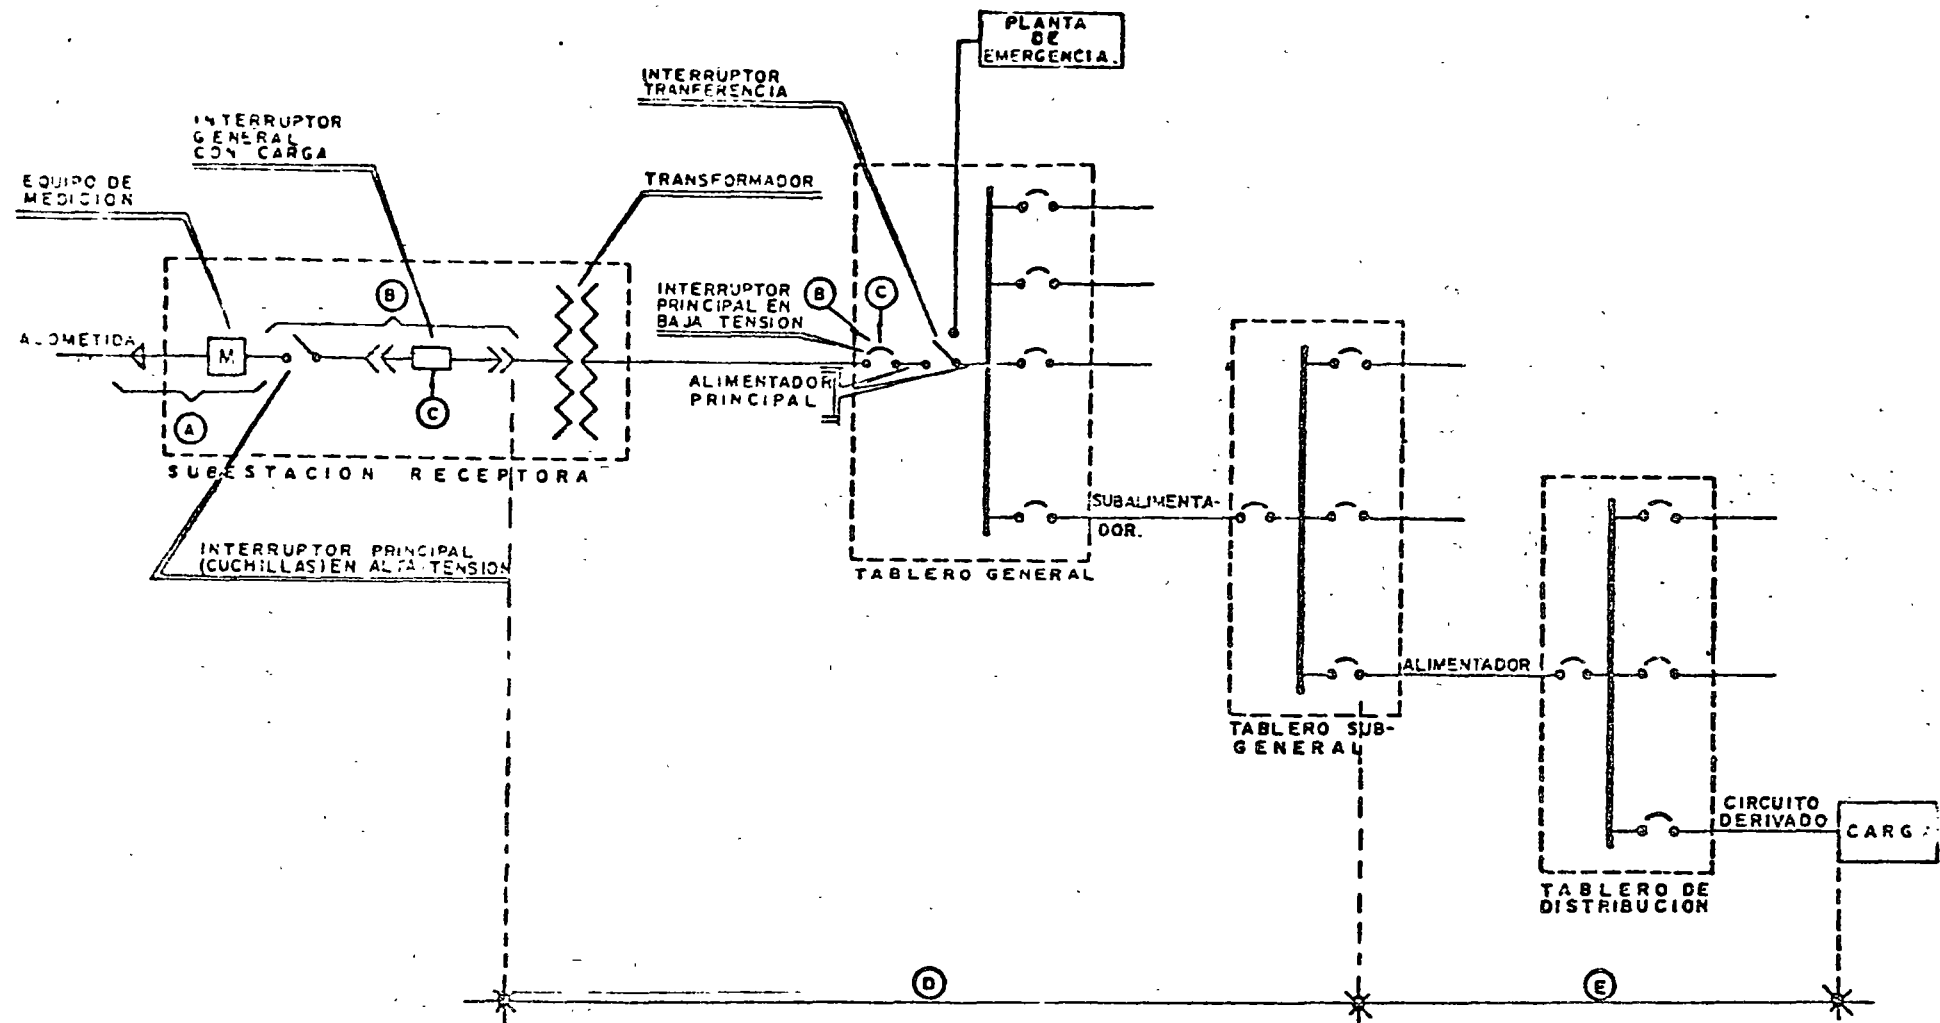 PLANTA
DE
EMERGENCIA.
INTERRUPTOR
TRANFERENCIA
INTERRUPTOR
GENERAL
CON CARGA
EQUIPO DE
MEDICION
TRANSFORMADOR
B
INTERRUPTOR
PRINCIPAL EN
BAJA TENSION
B
C
ACOMETIDA
M
ALIMENTADOR
PRINCIPAL
A
C
SUBESTACION RECEPTORA
SUBALIMENTA-
DOR.
INTERRUPTOR PRINCIPAL
(CUCHILLAS) EN ALTA TENSION
TABLERO GENERAL
ALIMENTADOR
TABLERO SUB-
GENERAL
CIRCUITO
DERIVADO
CARGA
TABLERO DE
DISTRIBUCION
D
E